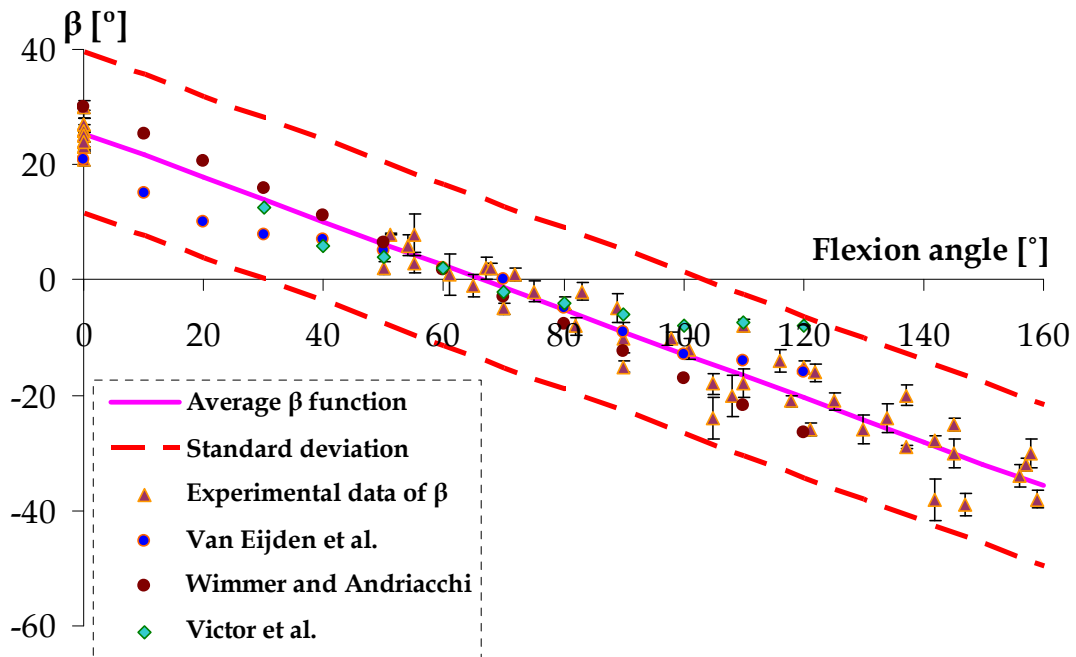 β [º]
40
20
0
-20
-40
-60
Flexion angle [˚]
0 20 40 60 80 100 120 140 160
Average β function
Standard deviation
Experimental data of β
Van Eijden et al.
Wimmer and Andriacchi
Victor et al.